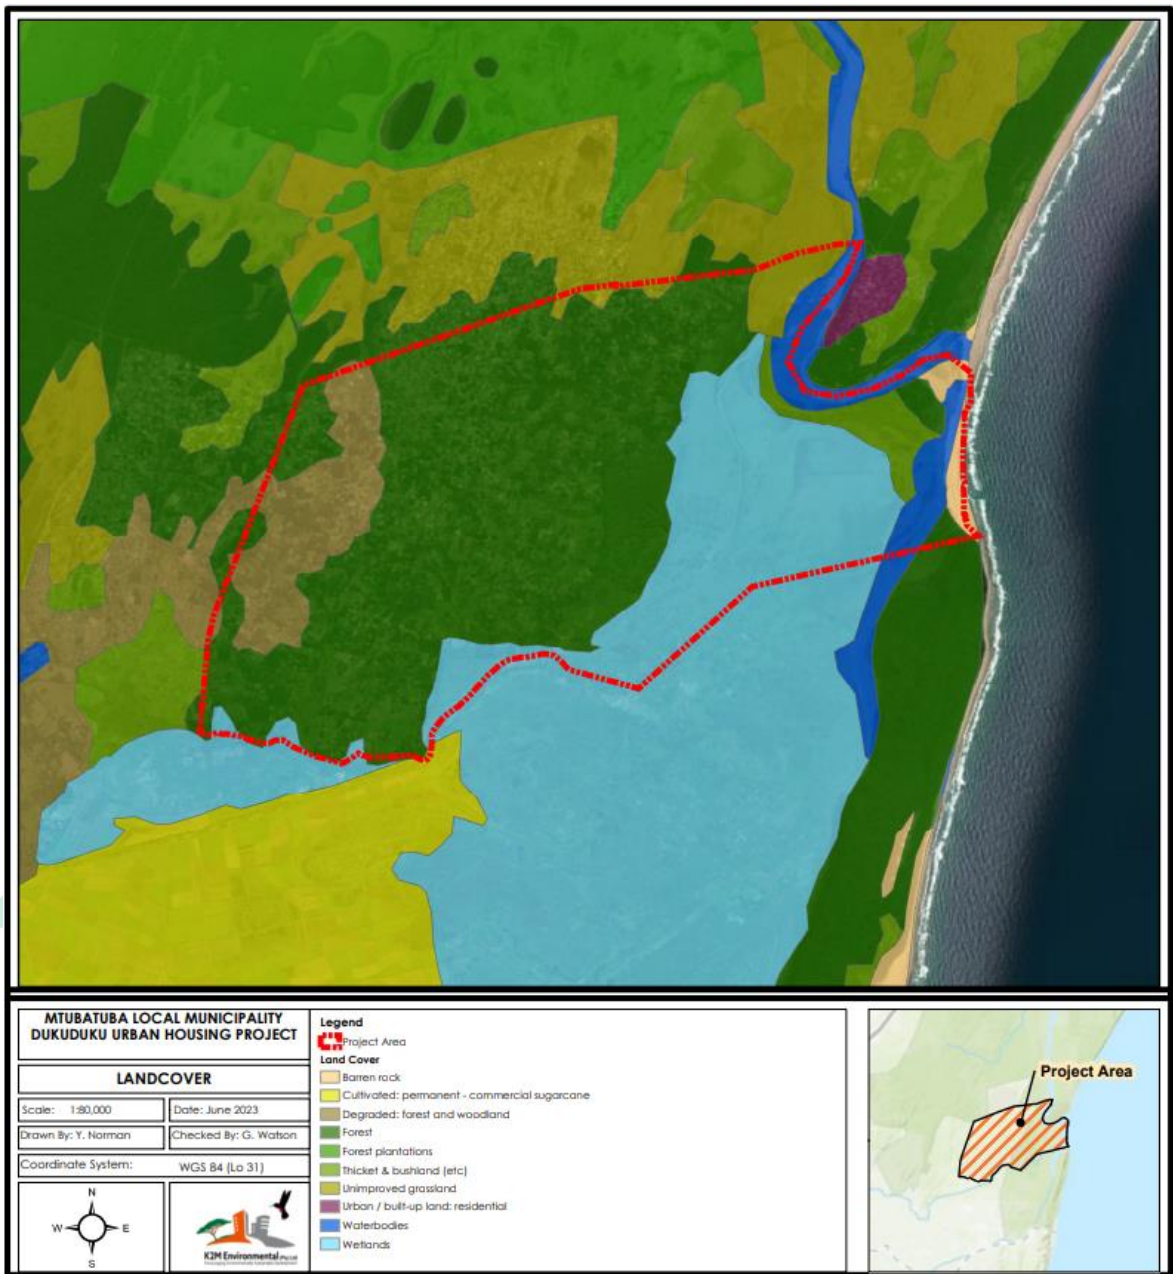 MTUBATUBA LOCAL MUNICIPALITY
DUKUDUKU URBAN HOUSING PROJECT
LANDCOVER
Scale: 1:80,000
Date: June 2023
Drawn By: Y. Norman
Checked By: G. Watson
Coordinate System: WGS 84 (Lo 31)
N
W E
S
K2M Environmental (Pty) Ltd
Legend
Project Area
Land Cover
Barren rock
Cultivated: permanent - commercial sugarcane
Degraded: forest and woodland
Forest
Forest plantations
Thicket & bushland (etc)
Unimproved grassland
Urban / built-up land: residential
Waterbodies
Wetlands
Project Area